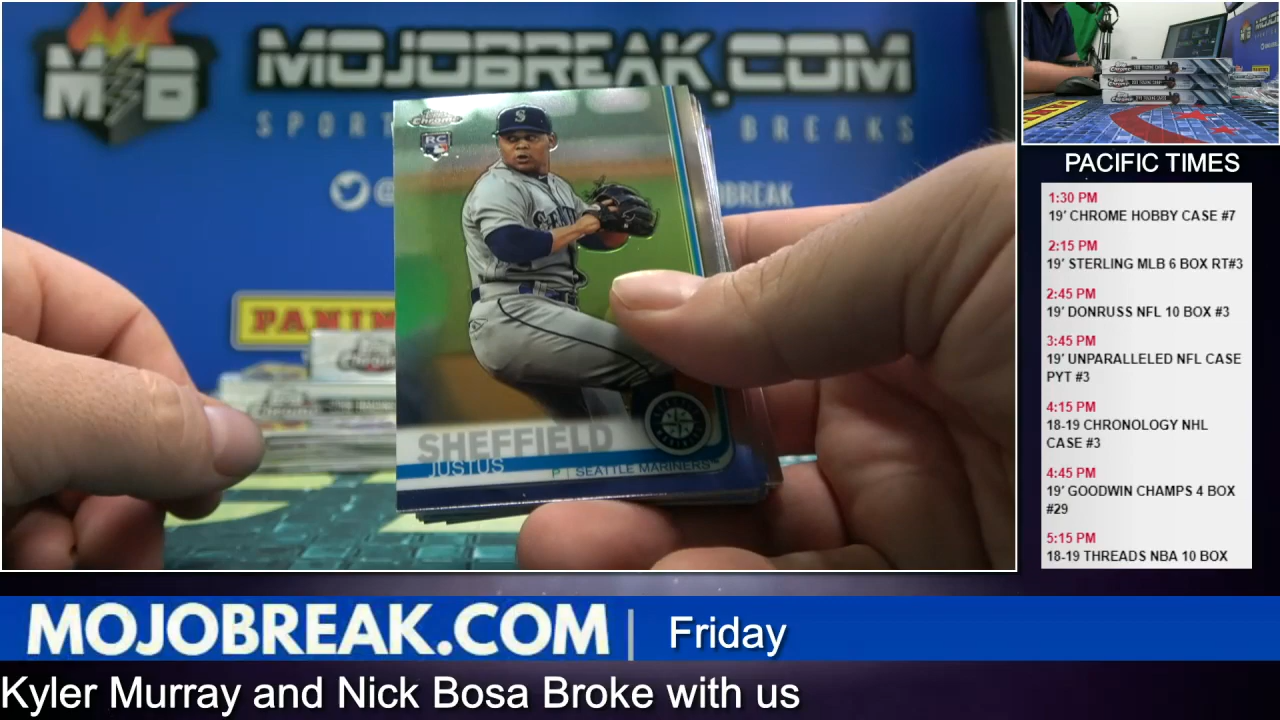 MB
MOJOBREAK.COM
SPORT
BREAKS
BREAK
PANINI
Topps Chrome
RC
S
SHEFFIELD
JUSTUS
P | SEATTLE MARINERS
PACIFIC TIMES
1:30 PM
19' CHROME HOBBY CASE #7
2:15 PM
19' STERLING MLB 6 BOX RT#3
2:45 PM
19' DONRUSS NFL 10 BOX #3
3:45 PM
19' UNPARALLELED NFL CASE
PYT #3
4:15 PM
18-19 CHRONOLOGY NHL
CASE #3
4:45 PM
19' GOODWIN CHAMPS 4 BOX
#29
5:15 PM
18-19 THREADS NBA 10 BOX
MOJOBREAK.COM | Friday
Kyler Murray and Nick Bosa Broke with us